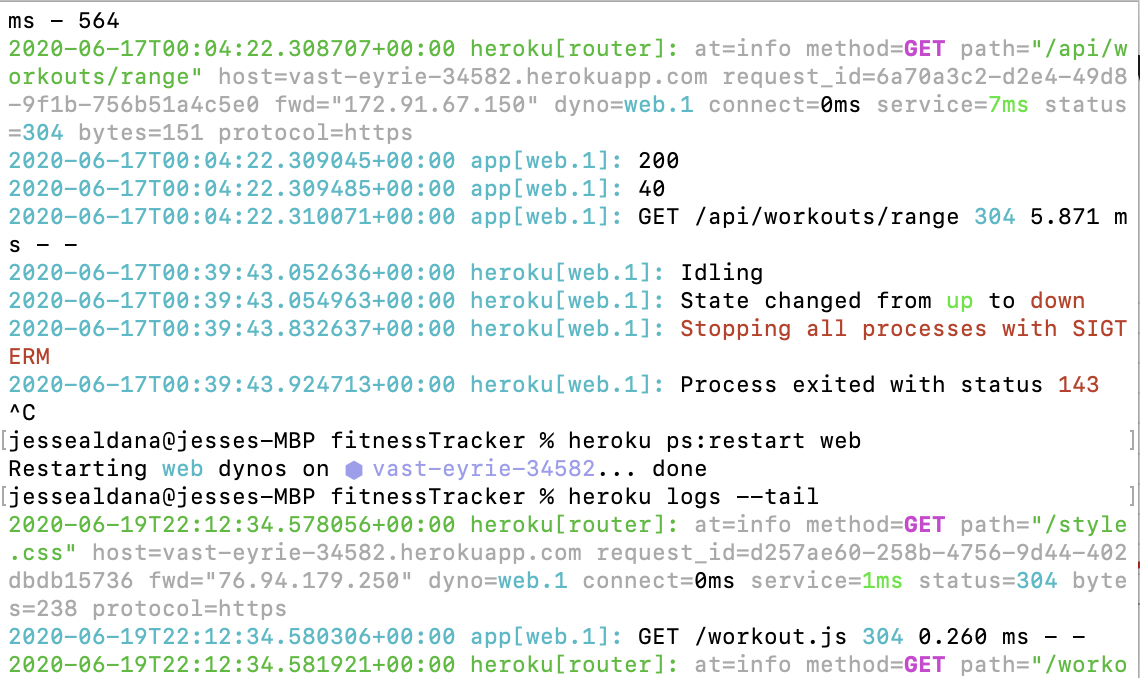 ms - 564
2020-06-17T00:04:22.308707+00:00 heroku[router]: at=info method=GET path="/api/w
orkouts/range" host=vast-eyrie-34582.herokuapp.com request_id=6a70a3c2-d2e4-49d8
-9f1b-756b51a4c5e0 fwd="172.91.67.150" dyno=web.1 connect=0ms service=7ms status
=304 bytes=151 protocol=https
2020-06-17T00:04:22.309045+00:00 app[web.1]: 200
2020-06-17T00:04:22.309485+00:00 app[web.1]: 40
2020-06-17T00:04:22.310071+00:00 app[web.1]: GET /api/workouts/range 304 5.871 m
s - -
2020-06-17T00:39:43.052636+00:00 heroku[web.1]: Idling
2020-06-17T00:39:43.054963+00:00 heroku[web.1]: State changed from up to down
2020-06-17T00:39:43.832637+00:00 heroku[web.1]: Stopping all processes with SIGT
ERM
2020-06-17T00:39:43.924713+00:00 heroku[web.1]: Process exited with status 143
^C
[jessealdana@jesses-MBP fitnessTracker % heroku ps:restart web ]
Restarting web dynos on ⬢ vast-eyrie-34582... done
[jessealdana@jesses-MBP fitnessTracker % heroku logs --tail ]
2020-06-19T22:12:34.578056+00:00 heroku[router]: at=info method=GET path="/style
.css" host=vast-eyrie-34582.herokuapp.com request_id=d257ae60-258b-4756-9d44-402
dbdb15736 fwd="76.94.179.250" dyno=web.1 connect=0ms service=1ms status=304 byte
s=238 protocol=https
2020-06-19T22:12:34.580306+00:00 app[web.1]: GET /workout.js 304 0.260 ms - -
2020-06-19T22:12:34.581921+00:00 heroku[router]: at=info method=GET path="/worko